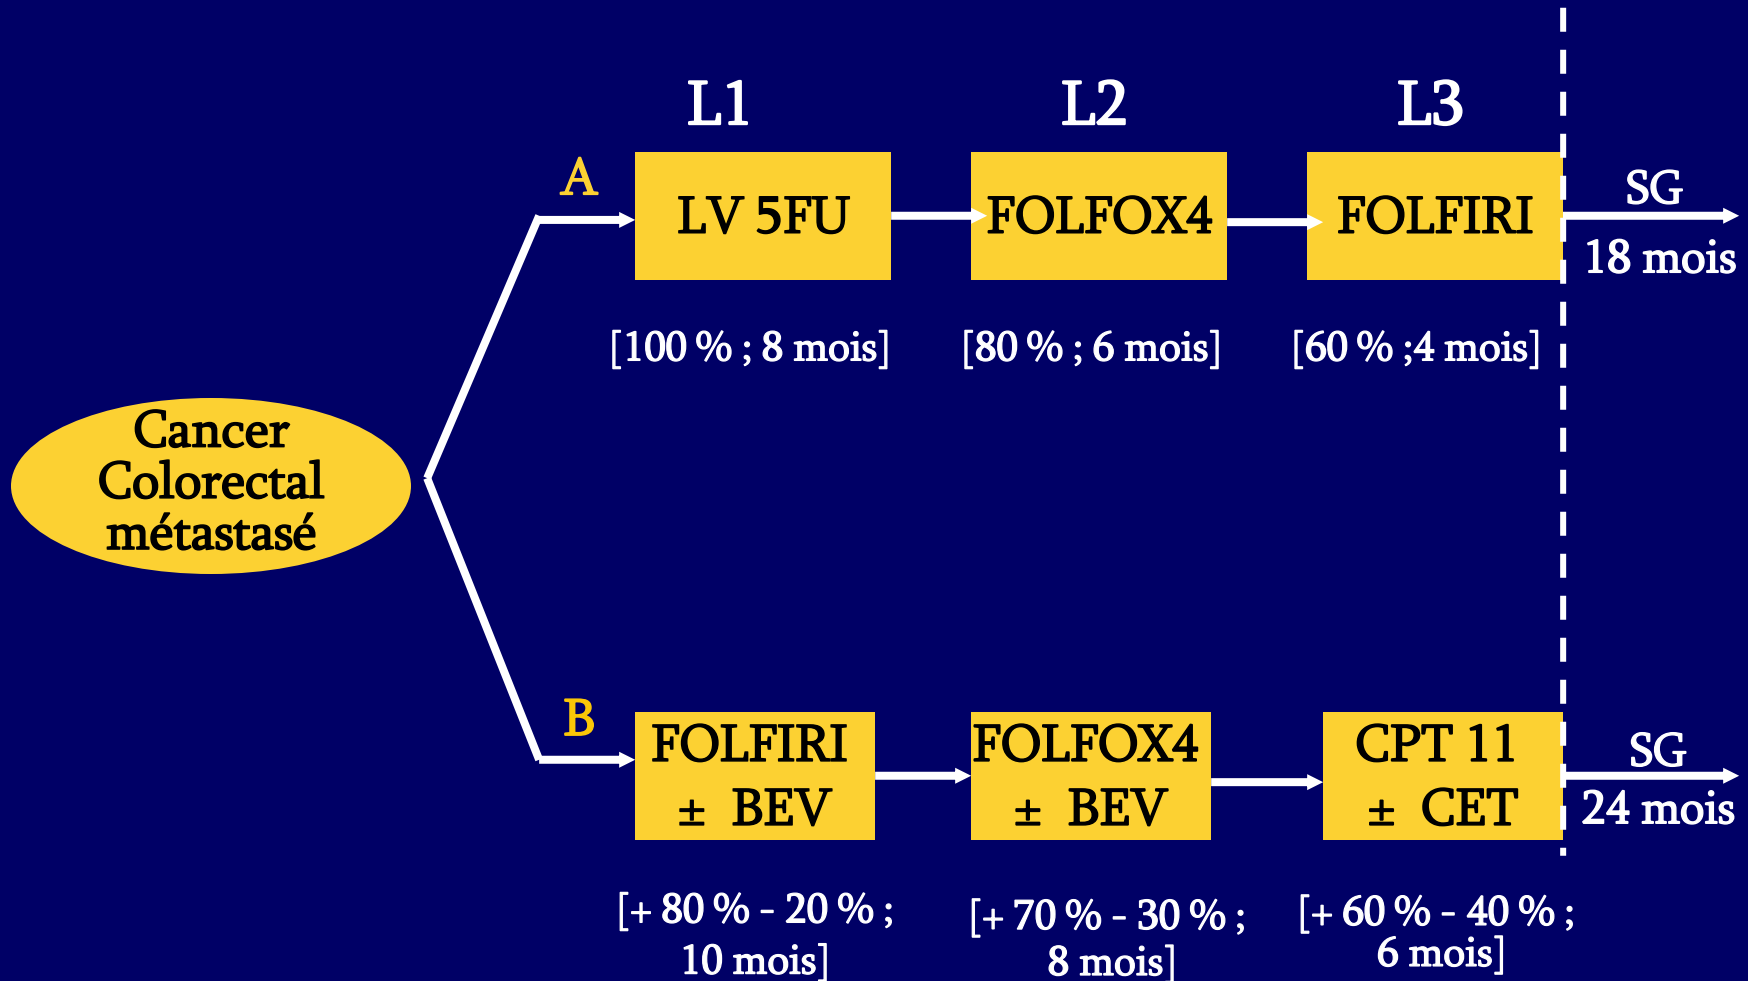 L1
L2
L3
A
LV 5FU
FOLFOX4
FOLFIRI
SG
18 mois
[100 % ; 8 mois]
[80 % ; 6 mois]
[60 % ;4 mois]
Cancer
Colorectal
métastasé
B
FOLFIRI
± BEV
FOLFOX4
± BEV
CPT 11
± CET
SG
24 mois
[+ 80 % - 20 % ;
10 mois]
[+ 70 % - 30 % ;
8 mois]
[+ 60 % - 40 % ;
6 mois]